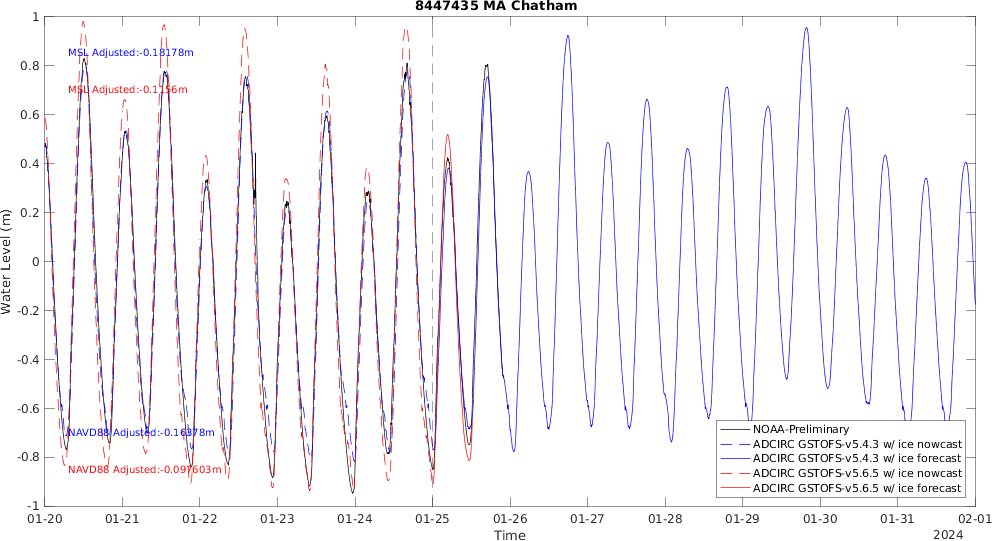 8447435 MA Chatham
1
0.8
0.6
0.4
0.2
0
-0.2
-0.4
-0.6
-0.8
-1
Water Level (m)
MSL Adjusted:-0.18178m
MSL Adjusted:-0.1156m
NAVD88 Adjusted:-0.16378m
NAVD88 Adjusted:-0.097603m
NOAA-Preliminary
ADCIRC GSTOFS-v5.4.3 w/ ice nowcast
ADCIRC GSTOFS-v5.4.3 w/ ice forecast
ADCIRC GSTOFS-v5.6.5 w/ ice nowcast
ADCIRC GSTOFS-v5.6.5 w/ ice forecast
01-20 01-21 01-22 01-23 01-24 01-25 01-26 01-27 01-28 01-29 01-30 01-31 02-01
Time
2024